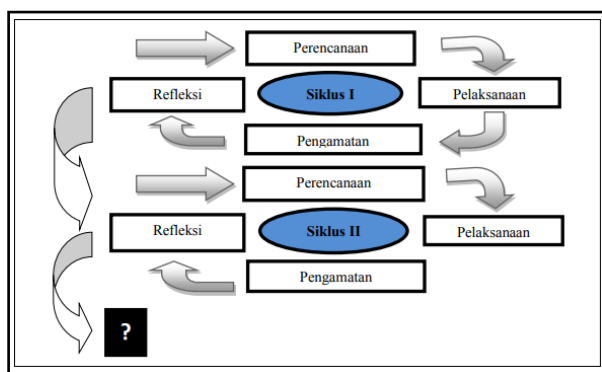 Perencanaan
Refleksi
Siklus I
Pelaksanaan
Pengamatan
Perencanaan
Refleksi
Siklus II
Pelaksanaan
Pengamatan
?